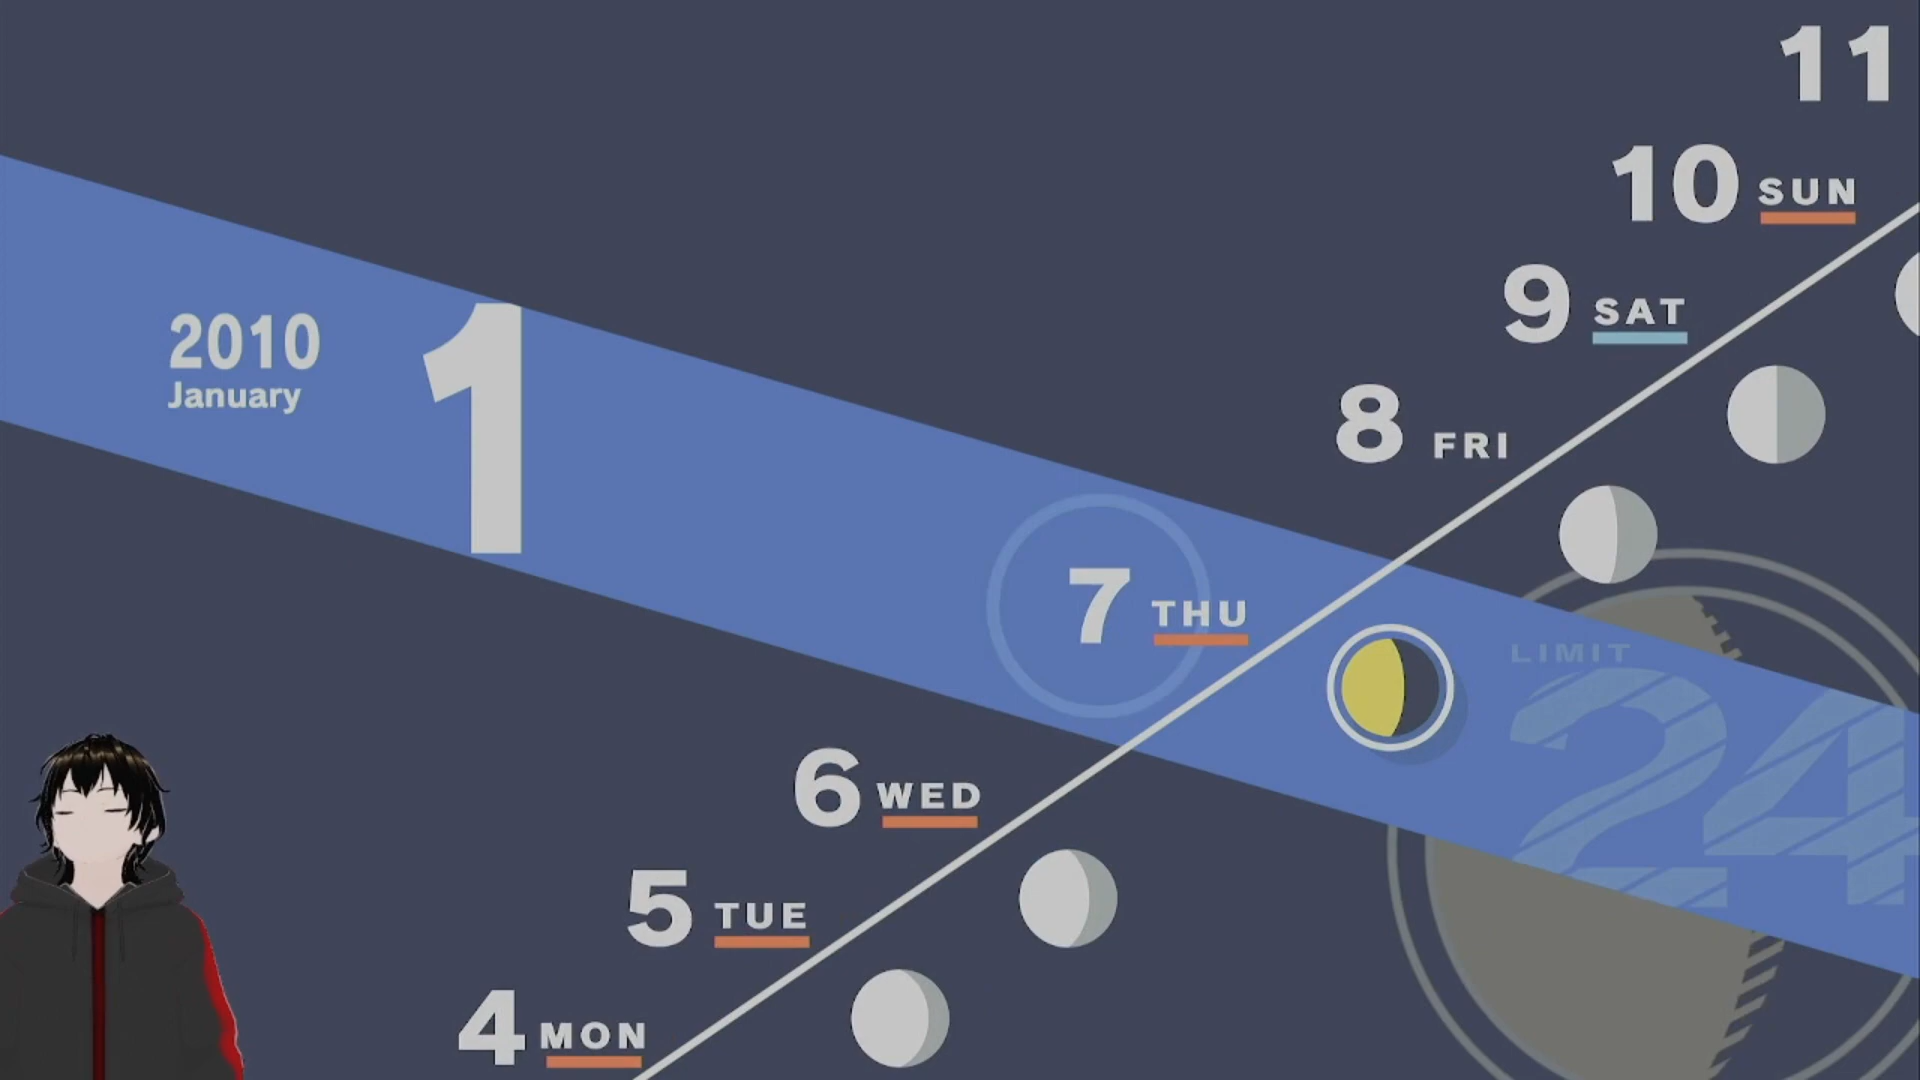 11
10 SUN
9 SAT
8 FRI
2010
January
1
7 THU
LIMIT
24
6 WED
5 TUE
4 MON